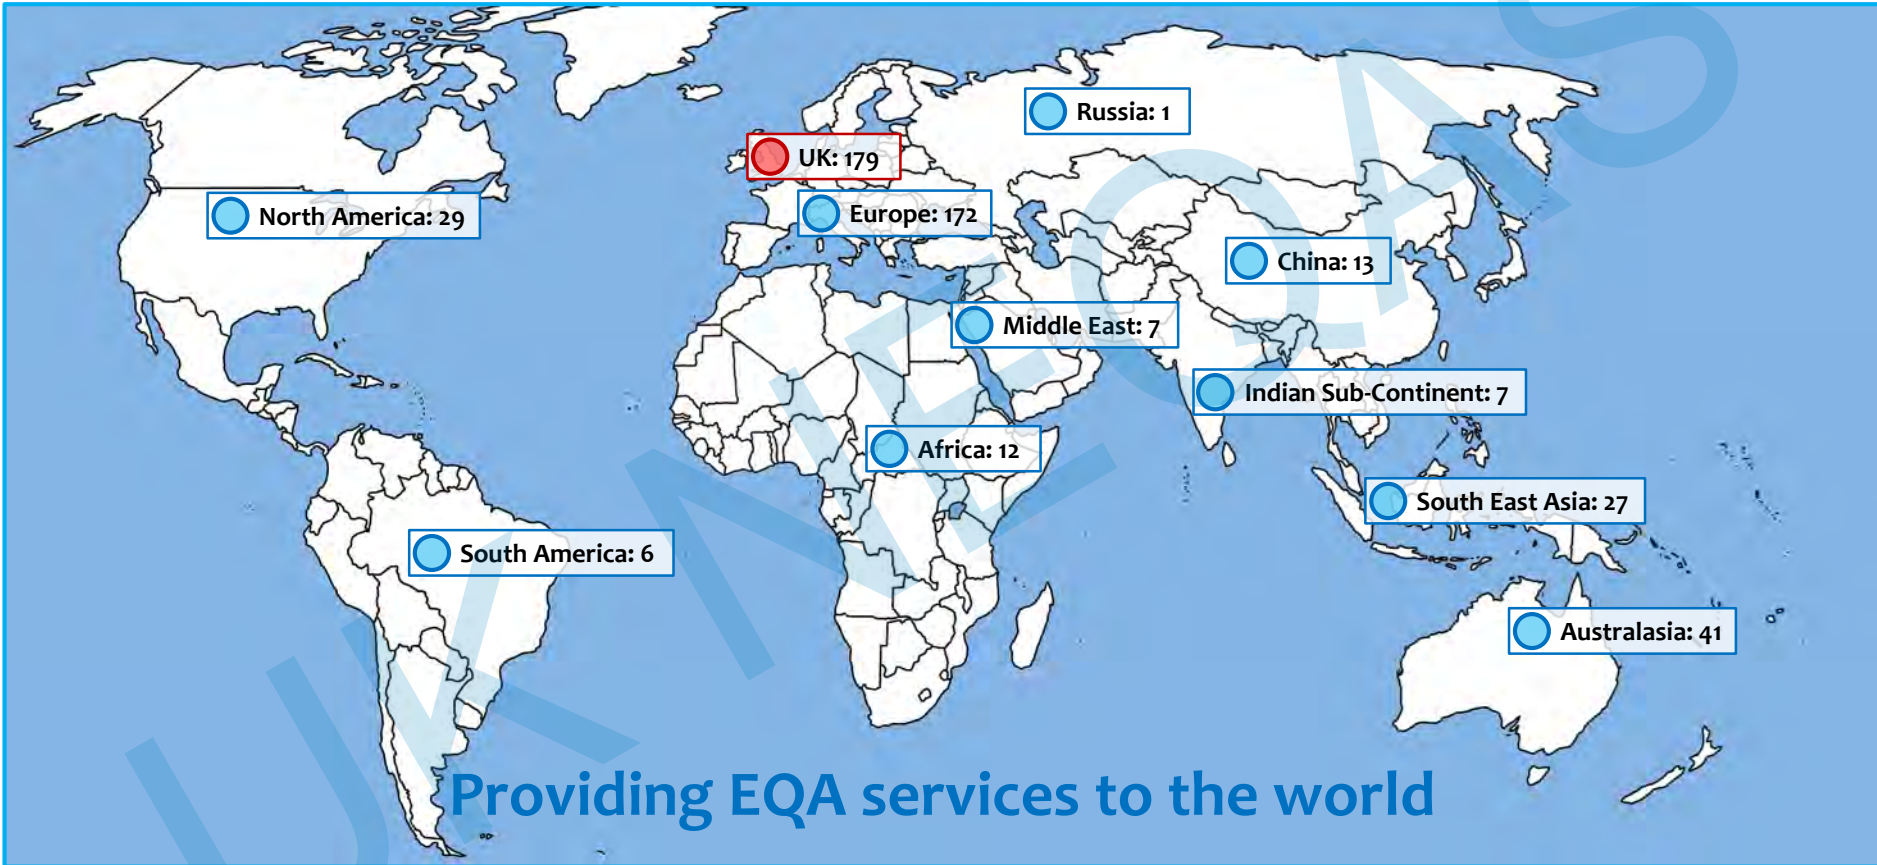 Russia: 1
UK: 179
North America: 29
Europe: 172
China: 13
Middle East: 7
Indian Sub-Continent: 7
Africa: 12
South East Asia: 27
South America: 6
Australasia: 41
Providing EQA services to the world
UK NEQAS